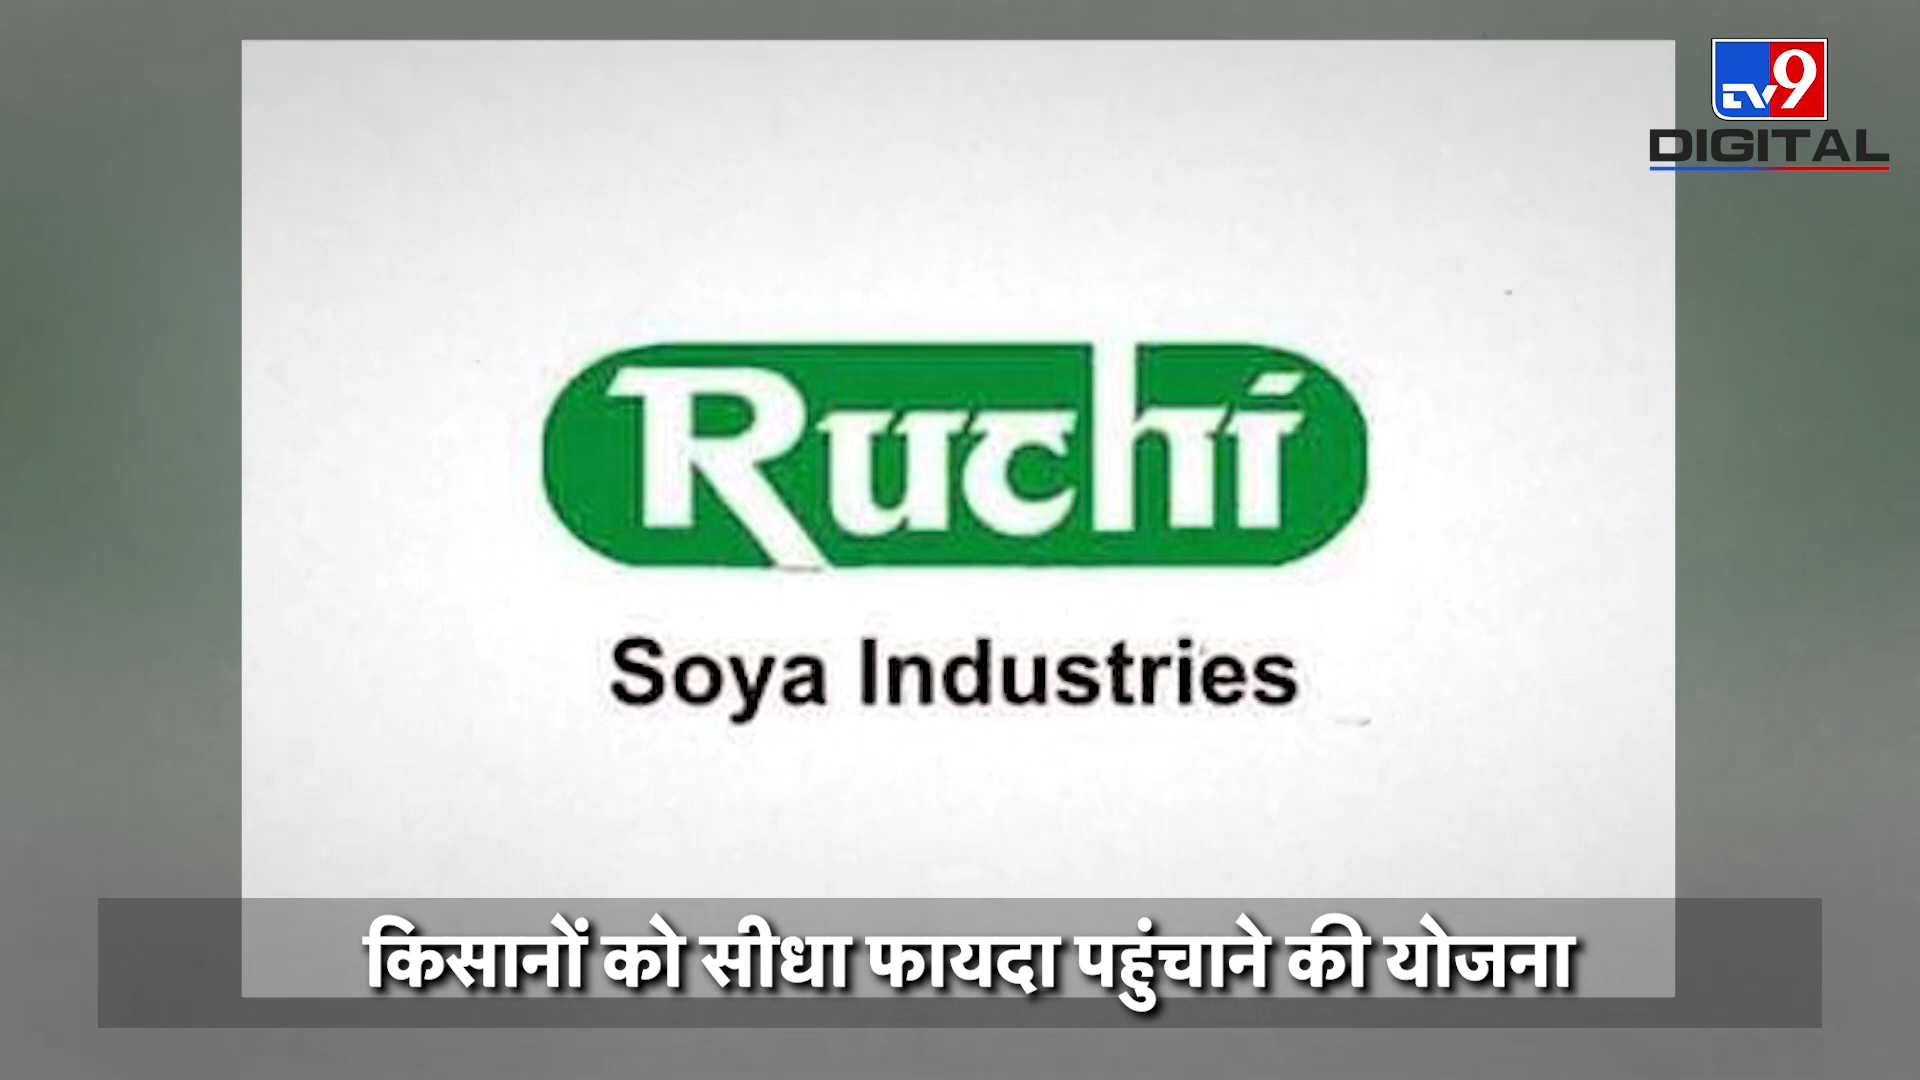 TV9
DIGITAL
Ruchi
Soya Industries
किसानों को सीधा फायदा पहुंचाने की योजना